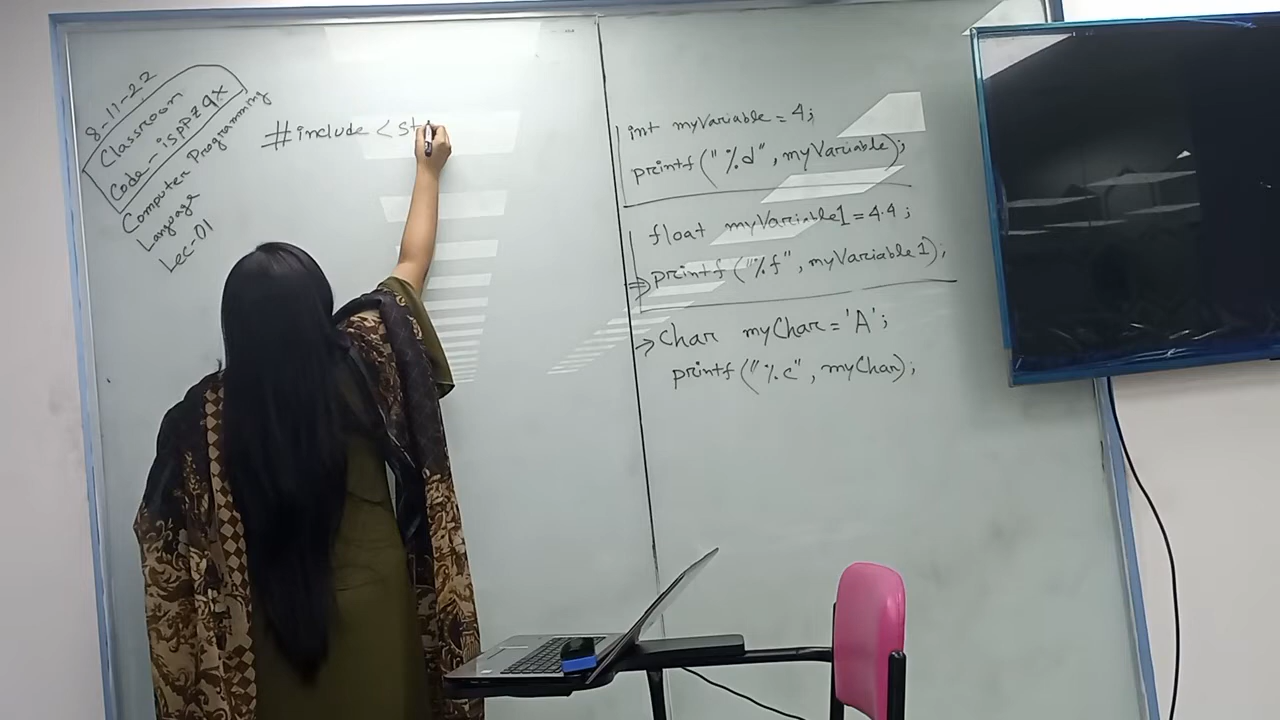 8-11-22
Classroom
Code- isppzqx
Computer Programming
Language
Lec-01
#include <st
int myVariable = 4;
printf("%d", myVariable);
float myVariable1 = 4.4;
⇒ printf("%f", myVariable1);
→ Char myChar = 'A';
printf("%c", myChar);